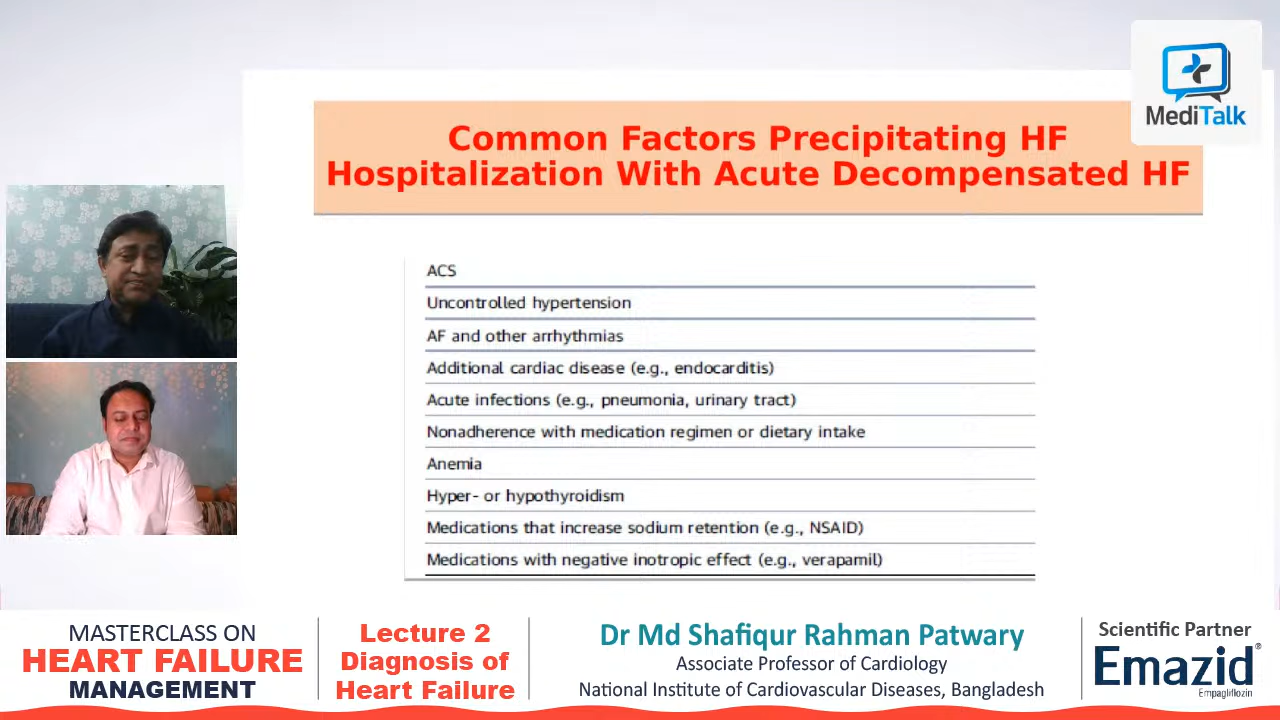 MediTalk
Common Factors Precipitating HF
Hospitalization With Acute Decompensated HF
ACS
Uncontrolled hypertension
AF and other arrhythmias
Additional cardiac disease (e.g., endocarditis)
Acute infections (e.g., pneumonia, urinary tract)
Nonadherence with medication regimen or dietary intake
Anemia
Hyper- or hypothyroidism
Medications that increase sodium retention (e.g., NSAID)
Medications with negative inotropic effect (e.g., verapamil)
MASTERCLASS ON
HEART FAILURE
MANAGEMENT
Lecture 2
Diagnosis of
Heart Failure
Dr Md Shafiqur Rahman Patwary
Associate Professor of Cardiology
National Institute of Cardiovascular Diseases, Bangladesh
Scientific Partner
Emazid®
Empagliflozin